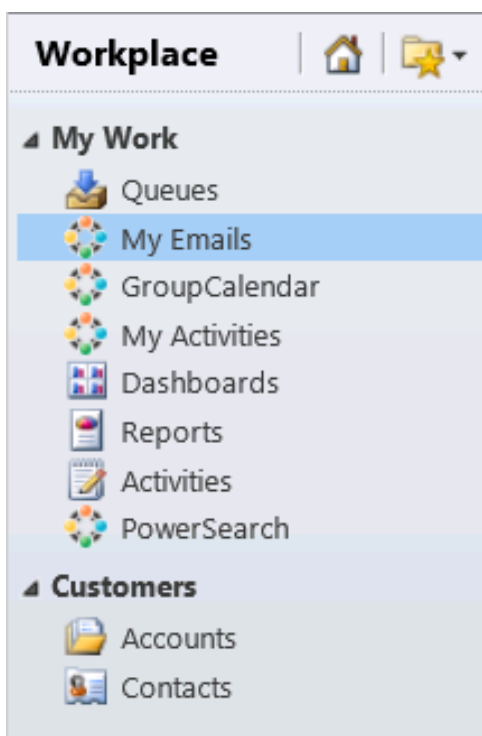 Workplace
My Work
Queues
My Emails
GroupCalendar
My Activities
Dashboards
Reports
Activities
PowerSearch
Customers
Accounts
Contacts